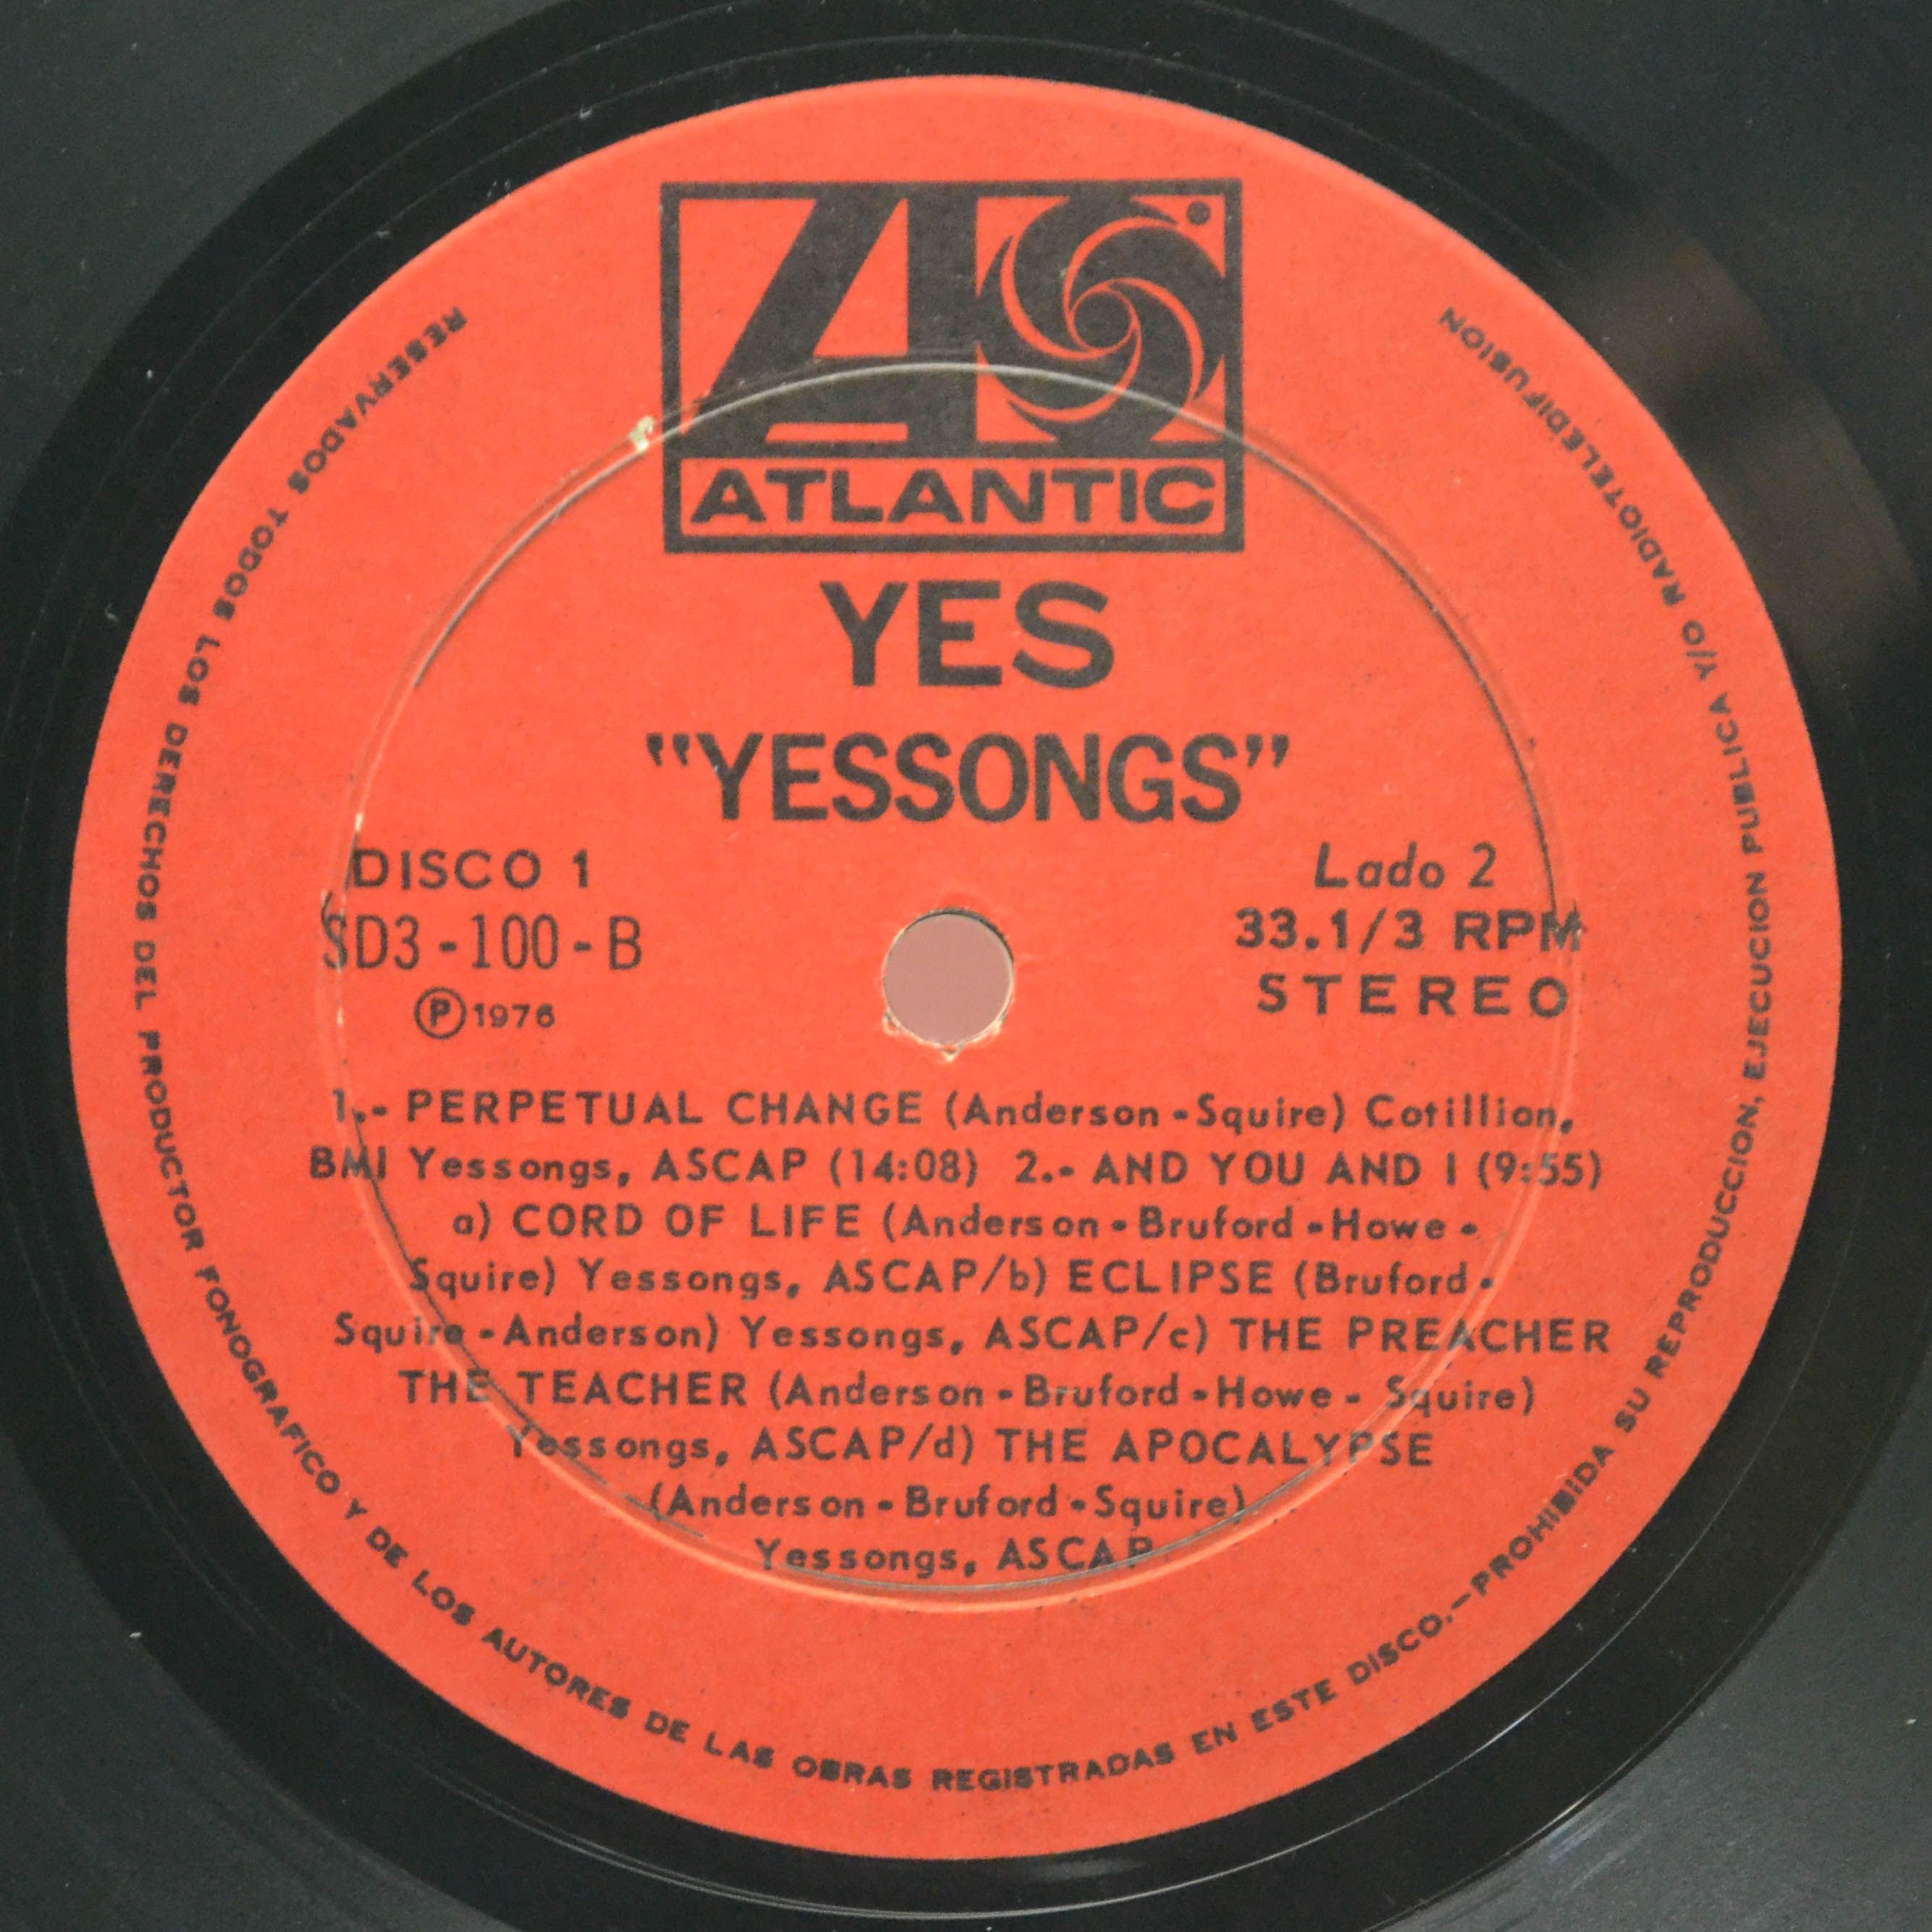 ATLANTIC
YES
"YESSONGS"
DISCO 1
Lado 2
SD3-100-B
33.1/3 RPM
Ⓟ1976
STEREO
1.- PERPETUAL CHANGE (Anderson-Squire) Cotillion,
BMI Yessongs, ASCAP (14:08) 2.- AND YOU AND I (9:55)
a) CORD OF LIFE (Anderson-Bruford-Howe-
Squire) Yessongs, ASCAP/b) ECLIPSE (Bruford-
Squire-Anderson) Yessongs, ASCAP/c) THE PREACHER
THE TEACHER (Anderson-Bruford-Howe- Squire)
Yessongs, ASCAP/d) THE APOCALYPSE
(Anderson-Bruford-Squire)
Yessongs, ASCAP
RESERVADOS TODOS LOS DERECHOS DEL PRODUCTOR FONOGRAFICO Y DE LOS AUTORES DE LAS OBRAS REGISTRADAS EN ESTE DISCO.-PROHIBIDA SU REPRODUCCION, EJECUCION PUBLICA Y/O RADIOTELEDIFUSION